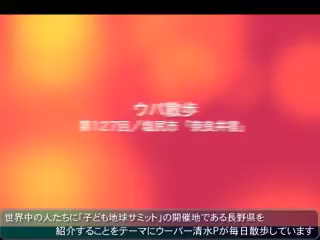 ウパ散歩
第127回/塩尻市「奈良井宿」
世界中の人たちに「子ども地球サミット」の開催地である長野県を
紹介することをテーマにウーパー清水Pが毎日散歩しています